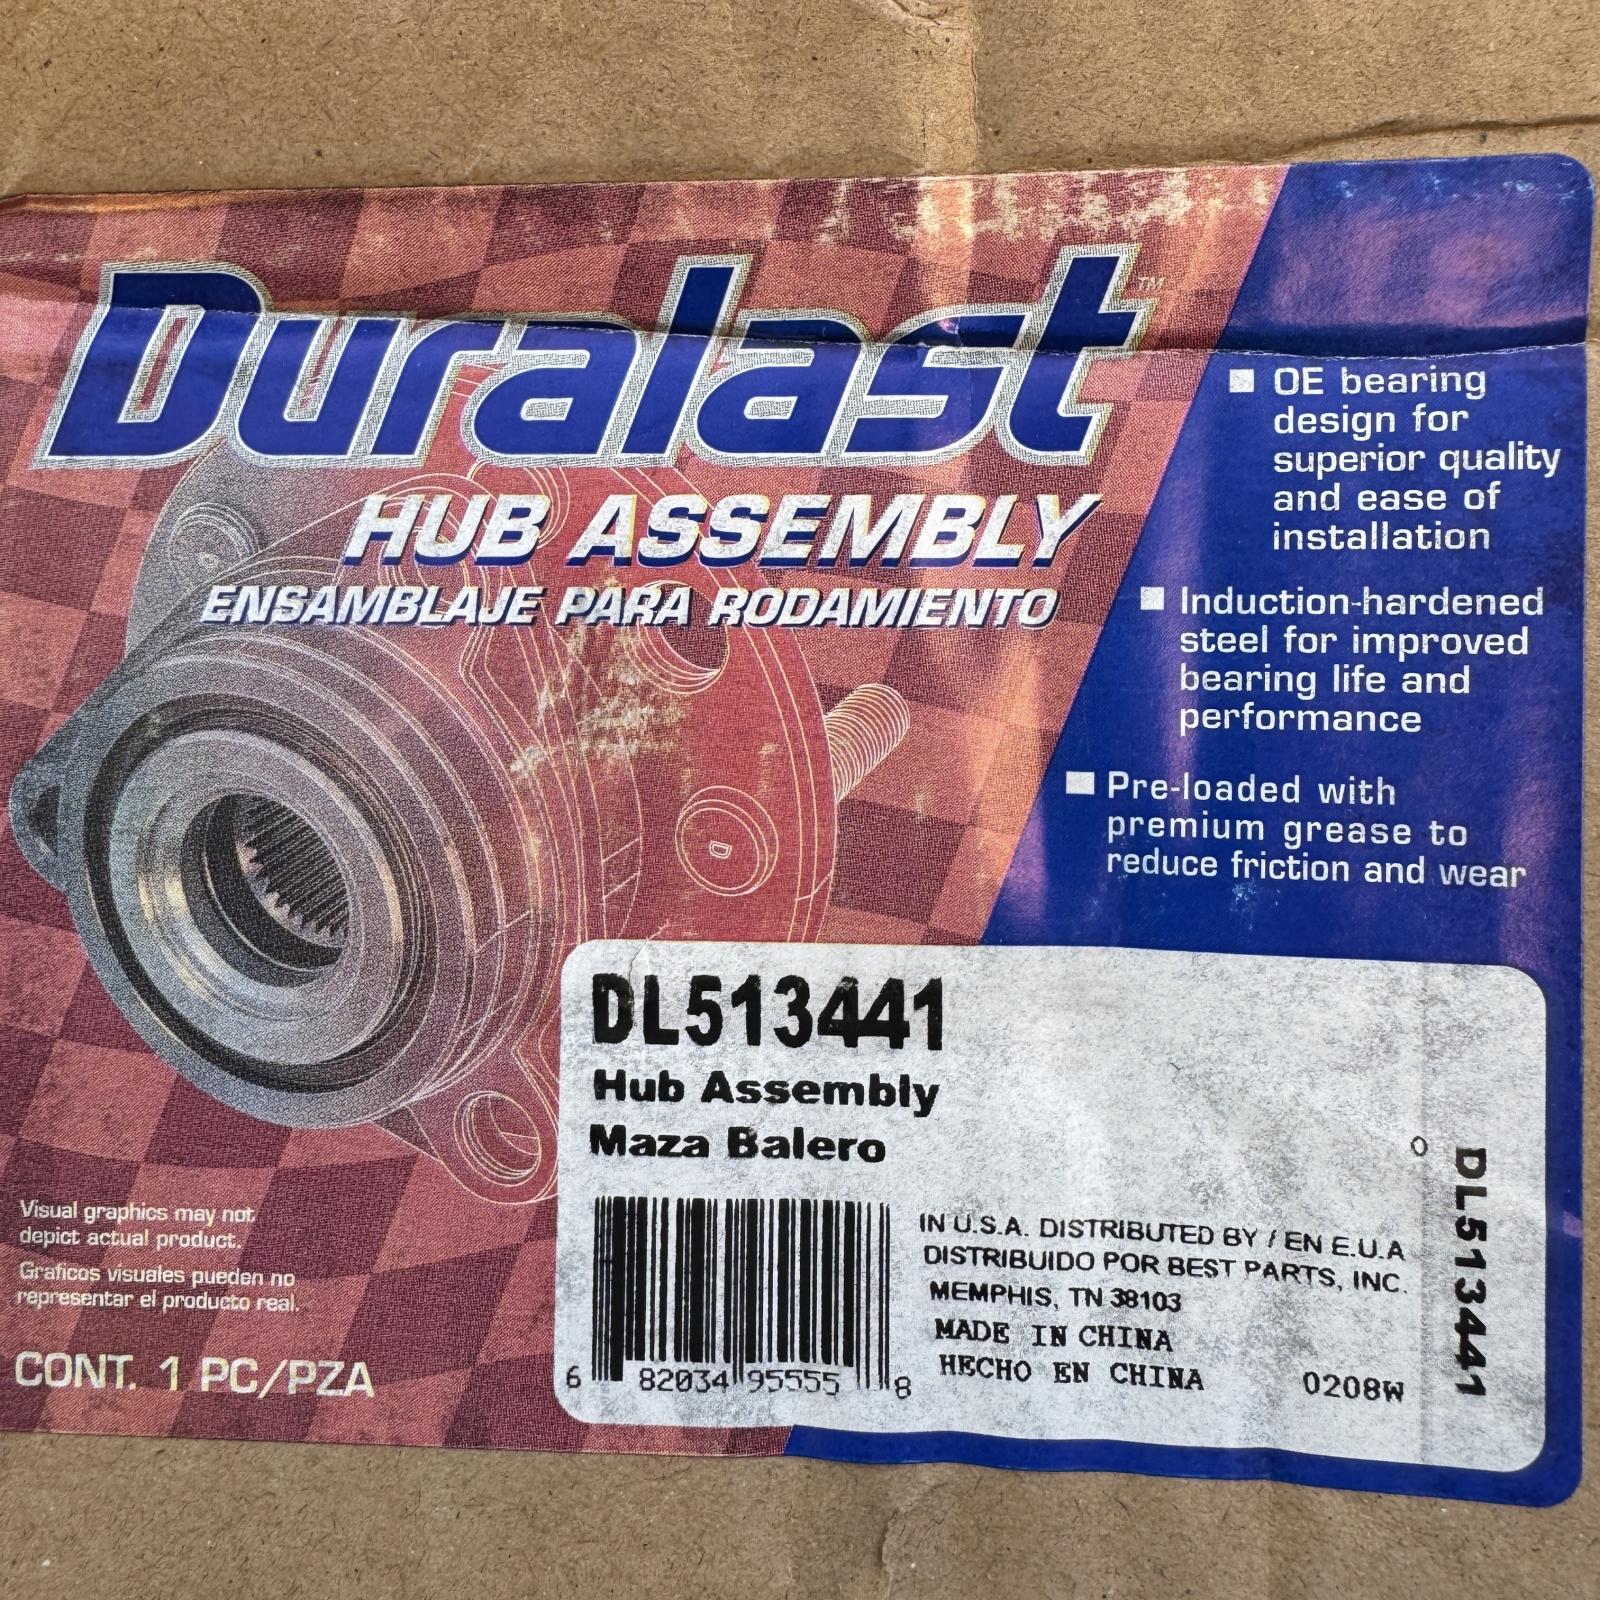 Duralast™
HUB ASSEMBLY
ENSAMBLAJE PARA RODAMIENTO
■ OE bearing
design for
superior quality
and ease of
installation
■ Induction-hardened
steel for improved
bearing life and
performance
■ Pre-loaded with
premium grease to
reduce friction and wear
DL513441
Hub Assembly
Maza Balero
0
DL513441
IN U.S.A. DISTRIBUTED BY / EN E.U.A
DISTRIBUIDO POR BEST PARTS, INC.
MEMPHIS, TN 38103
MADE IN CHINA
HECHO EN CHINA
0208W
6 82034 95555 8
Visual graphics may not
depict actual product.
Graficos visuales pueden no
representar el producto real.
CONT. 1 PC/PZA